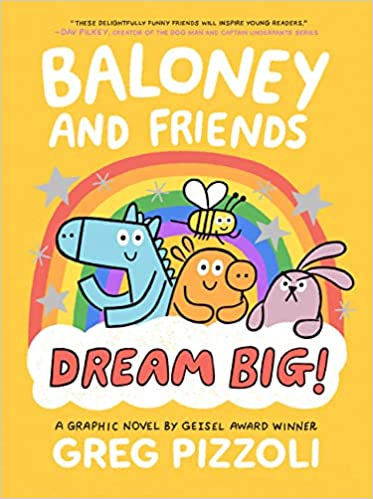 "THESE DELIGHTFULLY FUNNY FRIENDS WILL INSPIRE YOUNG READERS."
—DAV PILKEY, CREATOR OF THE DOG MAN AND CAPTAIN UNDERPANTS SERIES
BALONEY
AND FRIENDS
DREAM BIG!
A GRAPHIC NOVEL BY GEISEL AWARD WINNER
GREG PIZZOLI